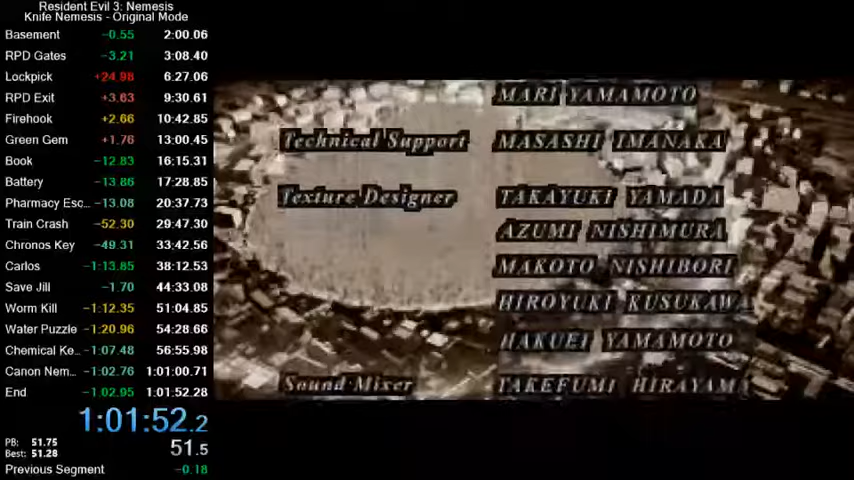 Resident Evil 3: Nemesis
Knife Nemesis - Original Mode
Basement -0.55 2:00.06
RPD Gates -3.21 3:08.40
Lockpick +24.98 6:27.06
RPD Exit +3.63 9:30.61
Firehook +2.66 10:42.85
Green Gem +1.76 13:00.45
Book -12.83 16:15.31
Battery -13.86 17:28.85
Pharmacy Esc... -13.08 20:37.73
Train Crash -52.30 29:47.30
Chronos Key -49.31 33:42.56
Carlos -1:13.85 38:12.53
Save Jill -1.70 44:33.08
Worm Kill -1:12.35 51:04.85
Water Puzzle -1:20.96 54:28.66
Chemical Ke... -1:07.48 56:55.98
Canon Nem... -1:02.76 1:01:00.71
End -1:02.95 1:01:52.28
1:01:52.2
PB: 51.75
Best: 51.28
51.5
Previous Segment -0.18
MARI YAMAMOTO
Technical Support MASASHI IMANAKA
Texture Designer TAKAYUKI YAMADA
AZUMI NISHIMURA
MAKOTO NISHIBORI
HIROYUKI KUSUKAWA
HAKUEI YAMAMOTO
Sound Mixer TAKEFUMI HIRAYAMA